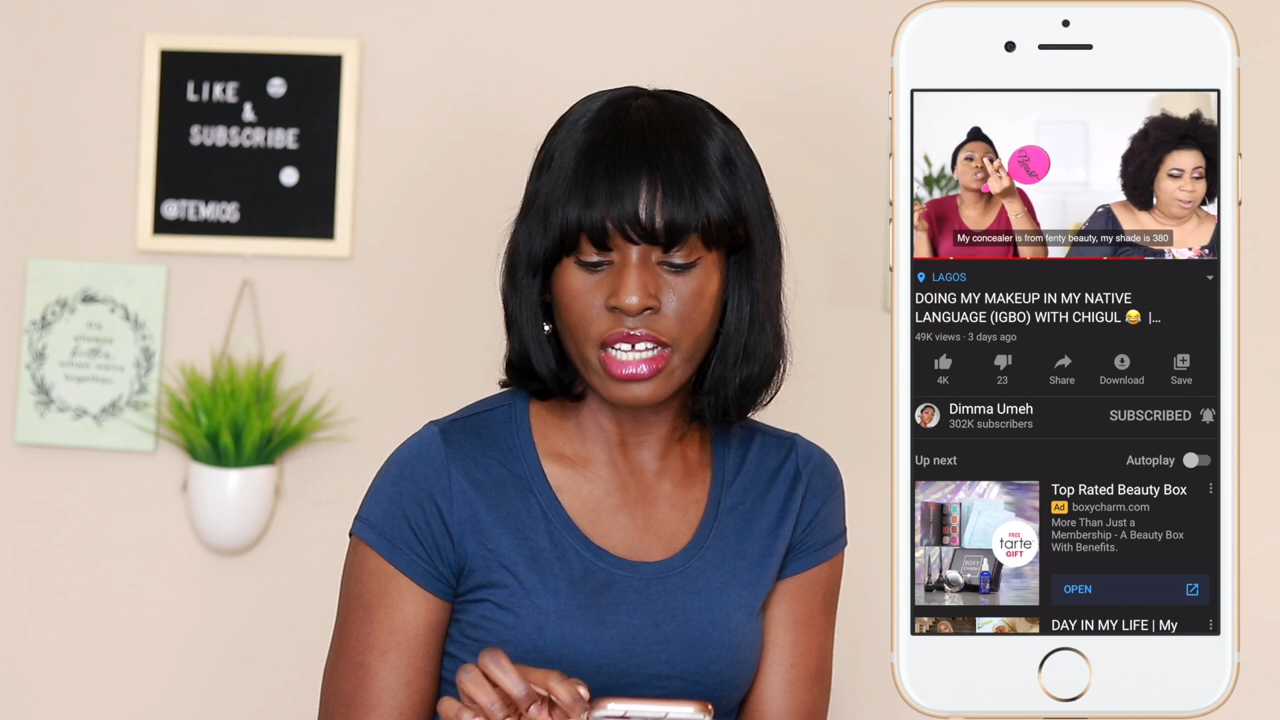 LIKE
&
SUBSCRIBE
@TEMIOS
My concealer is from fenty beauty, my shade is 380
LAGOS
DOING MY MAKEUP IN MY NATIVE
LANGUAGE (IGBO) WITH CHIGUL 😂 |...
49K views · 3 days ago
4K
23
Share
Download
Save
Dimma Umeh
302K subscribers
SUBSCRIBED
Up next
Autoplay
Top Rated Beauty Box
Ad boxycharm.com
More Than Just a
Membership - A Beauty Box
With Benefits.
FREE
tarte
GIFT
OPEN
DAY IN MY LIFE | My